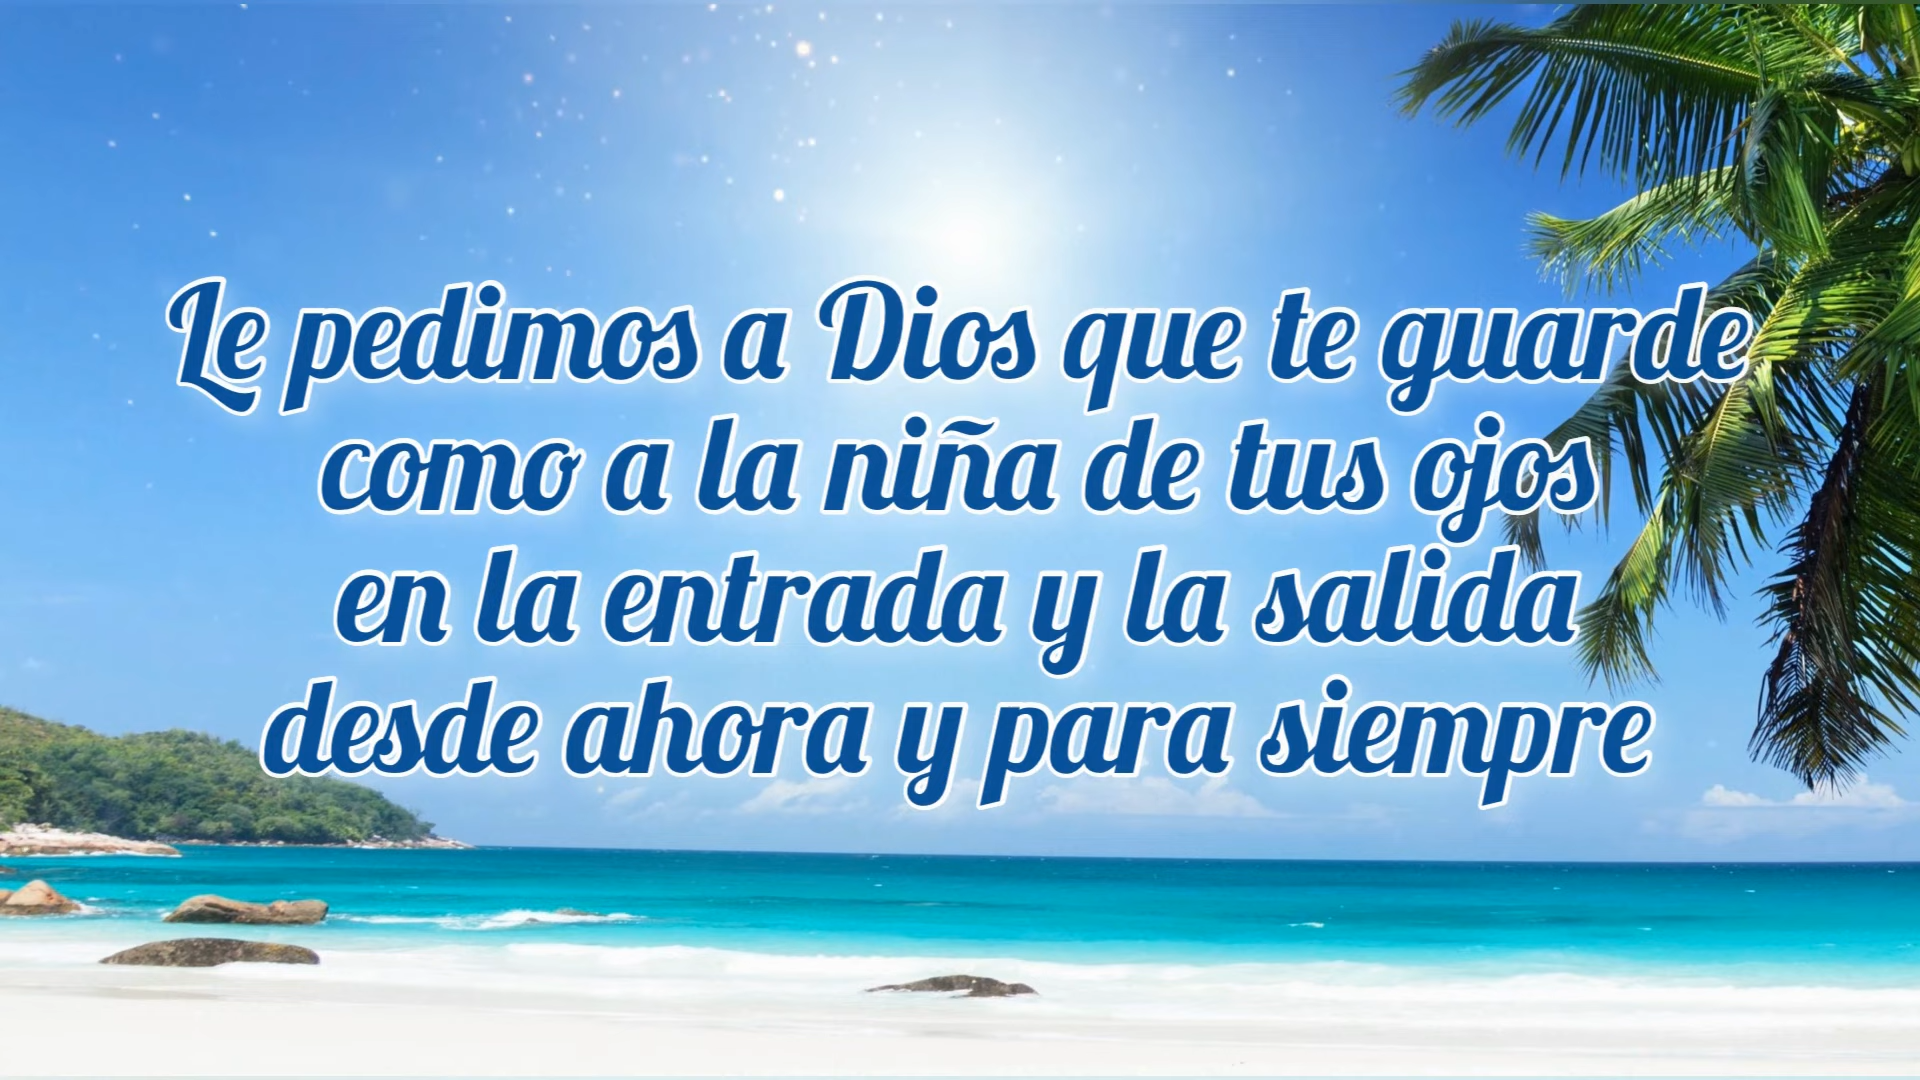 Le pedimos a Dios que te guarde
como a la niña de tus ojos
en la entrada y la salida
desde ahora y para siempre